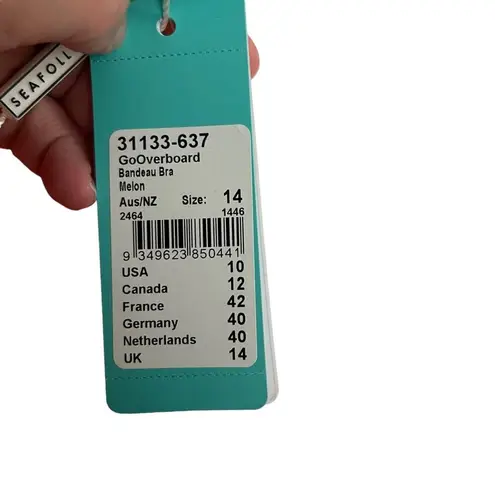 SEAFOLL
31133-637
GoOverboard
Bandeau Bra
Melon
Aus/NZ Size: 14
2464 1446
9 349623 850441
USA 10
Canada 12
France 42
Germany 40
Netherlands 40
UK 14